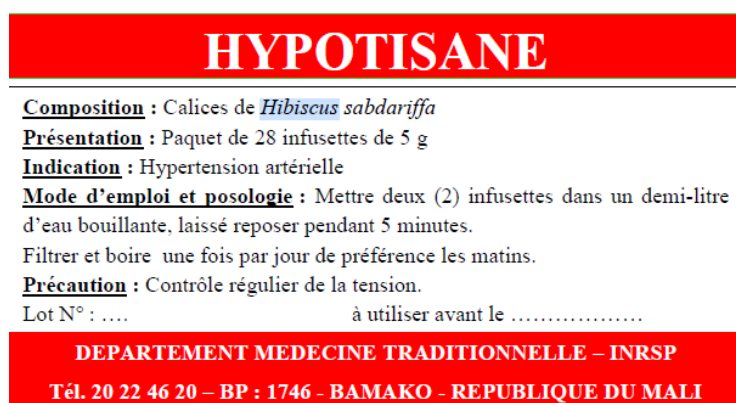 HYPOTISANE
Composition : Calices de Hibiscus sabdariffa
Présentation : Paquet de 28 infusettes de 5 g
Indication : Hypertension artérielle
Mode d’emploi et posologie : Mettre deux (2) infusettes dans un demi-litre
d’eau bouillante, laissé reposer pendant 5 minutes.
Filtrer et boire une fois par jour de préférence les matins.
Précaution : Contrôle régulier de la tension.
Lot N° : …. à utiliser avant le ………………
DEPARTEMENT MEDECINE TRADITIONNELLE – INRSP
Tél. 20 22 46 20 – BP : 1746 - BAMAKO - REPUBLIQUE DU MALI